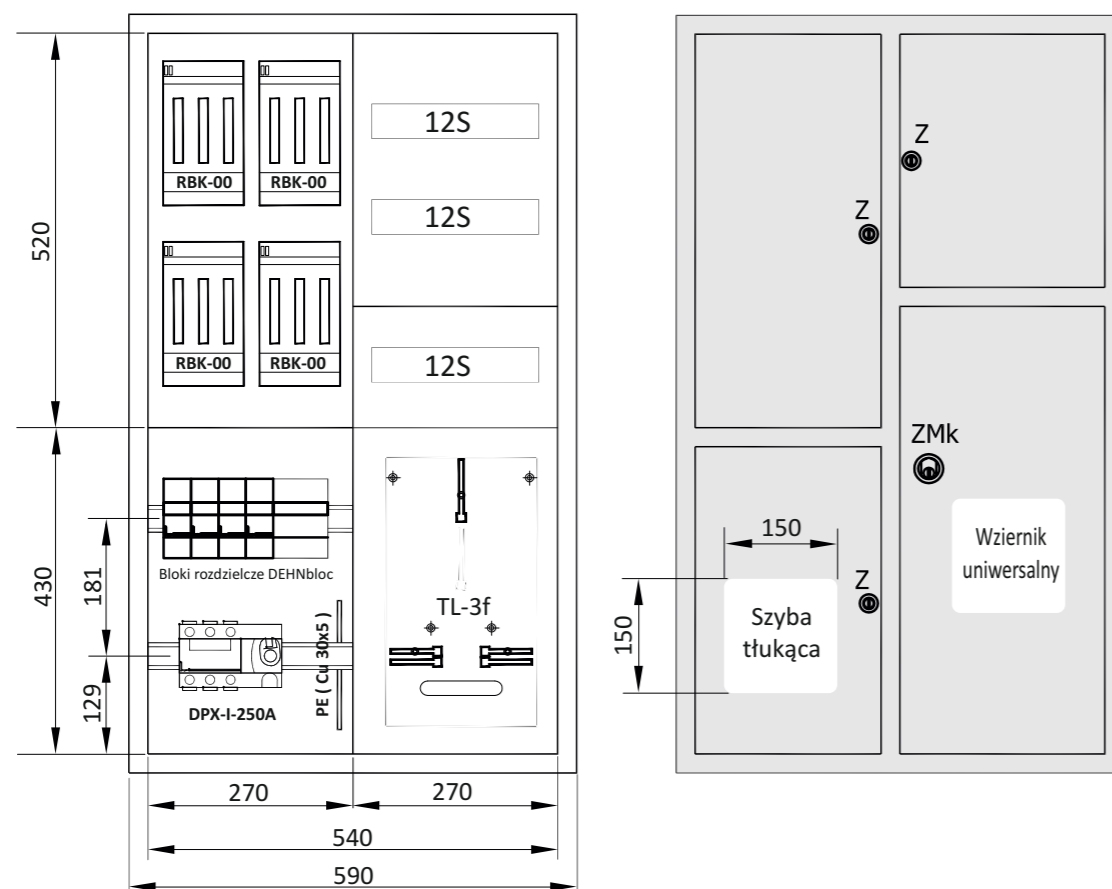 RBK-00
RBK-00
12S
12S
520
RBK-00
RBK-00
12S
430
181
129
Bloki rozdzielcze DEHNbloc
PE ( Cu 30x5 )
DPX-I-250A
TL-3f
270
270
540
590
Z
Z
ZMk
150
150
Szyba
tłukąca
Z
Wziernik
uniwersalny